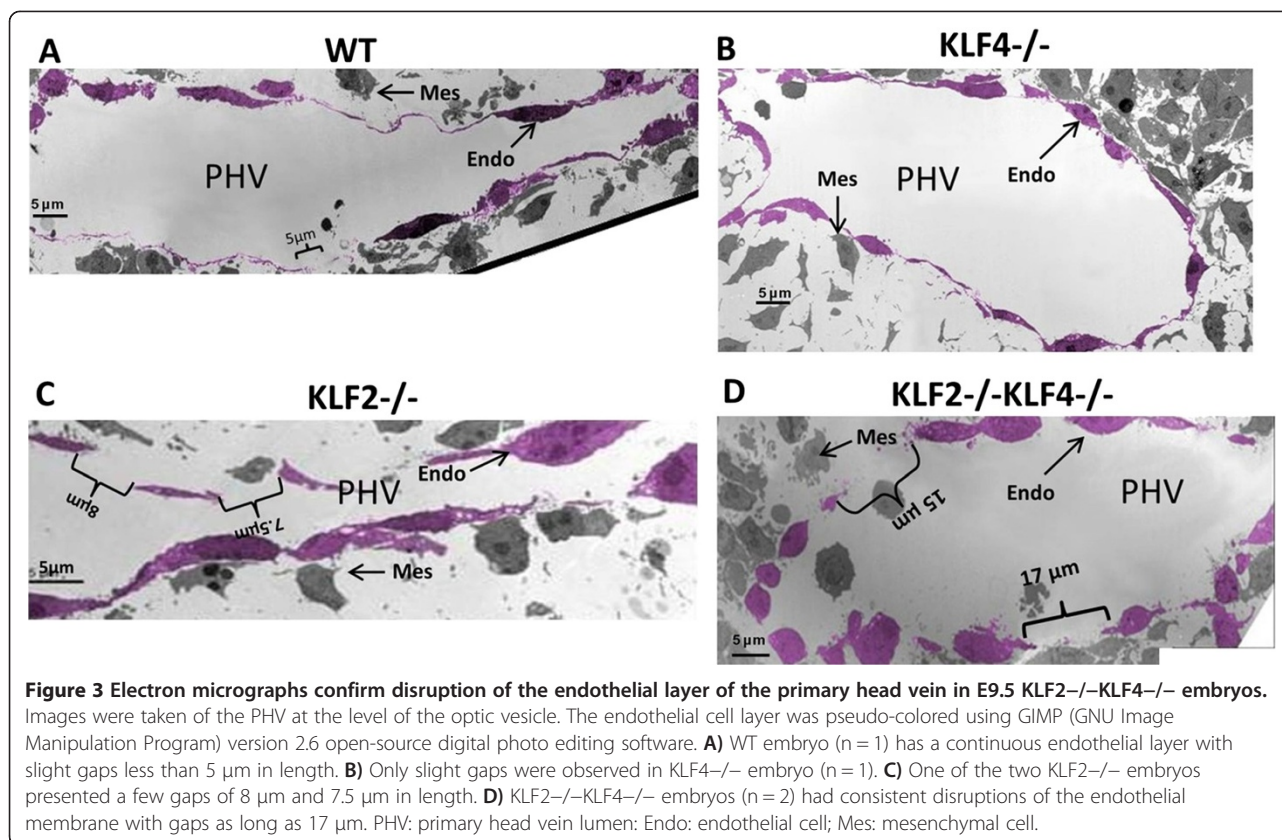 A
WT
Mes
Endo
PHV
5 µm
5µm
B
KLF4-/-
Endo
Mes
PHV
5 µm
C
KLF2-/-
8µm
7.5µm
PHV
Endo
Mes
5µm
D
KLF2-/-KLF4-/-
Mes
15 µm
Endo
PHV
17 µm
5 µm
Figure 3 Electron micrographs confirm disruption of the endothelial layer of the primary head vein in E9.5 KLF2−/−KLF4−/− embryos.
Images were taken of the PHV at the level of the optic vesicle. The endothelial cell layer was pseudo-colored using GIMP (GNU Image
Manipulation Program) version 2.6 open-source digital photo editing software. A) WT embryo (n = 1) has a continuous endothelial layer with
slight gaps less than 5 µm in length. B) Only slight gaps were observed in KLF4−/− embryo (n = 1). C) One of the two KLF2−/− embryos
presented a few gaps of 8 µm and 7.5 µm in length. D) KLF2−/−KLF4−/− embryos (n = 2) had consistent disruptions of the endothelial
membrane with gaps as long as 17 µm. PHV: primary head vein lumen: Endo: endothelial cell; Mes: mesenchymal cell.